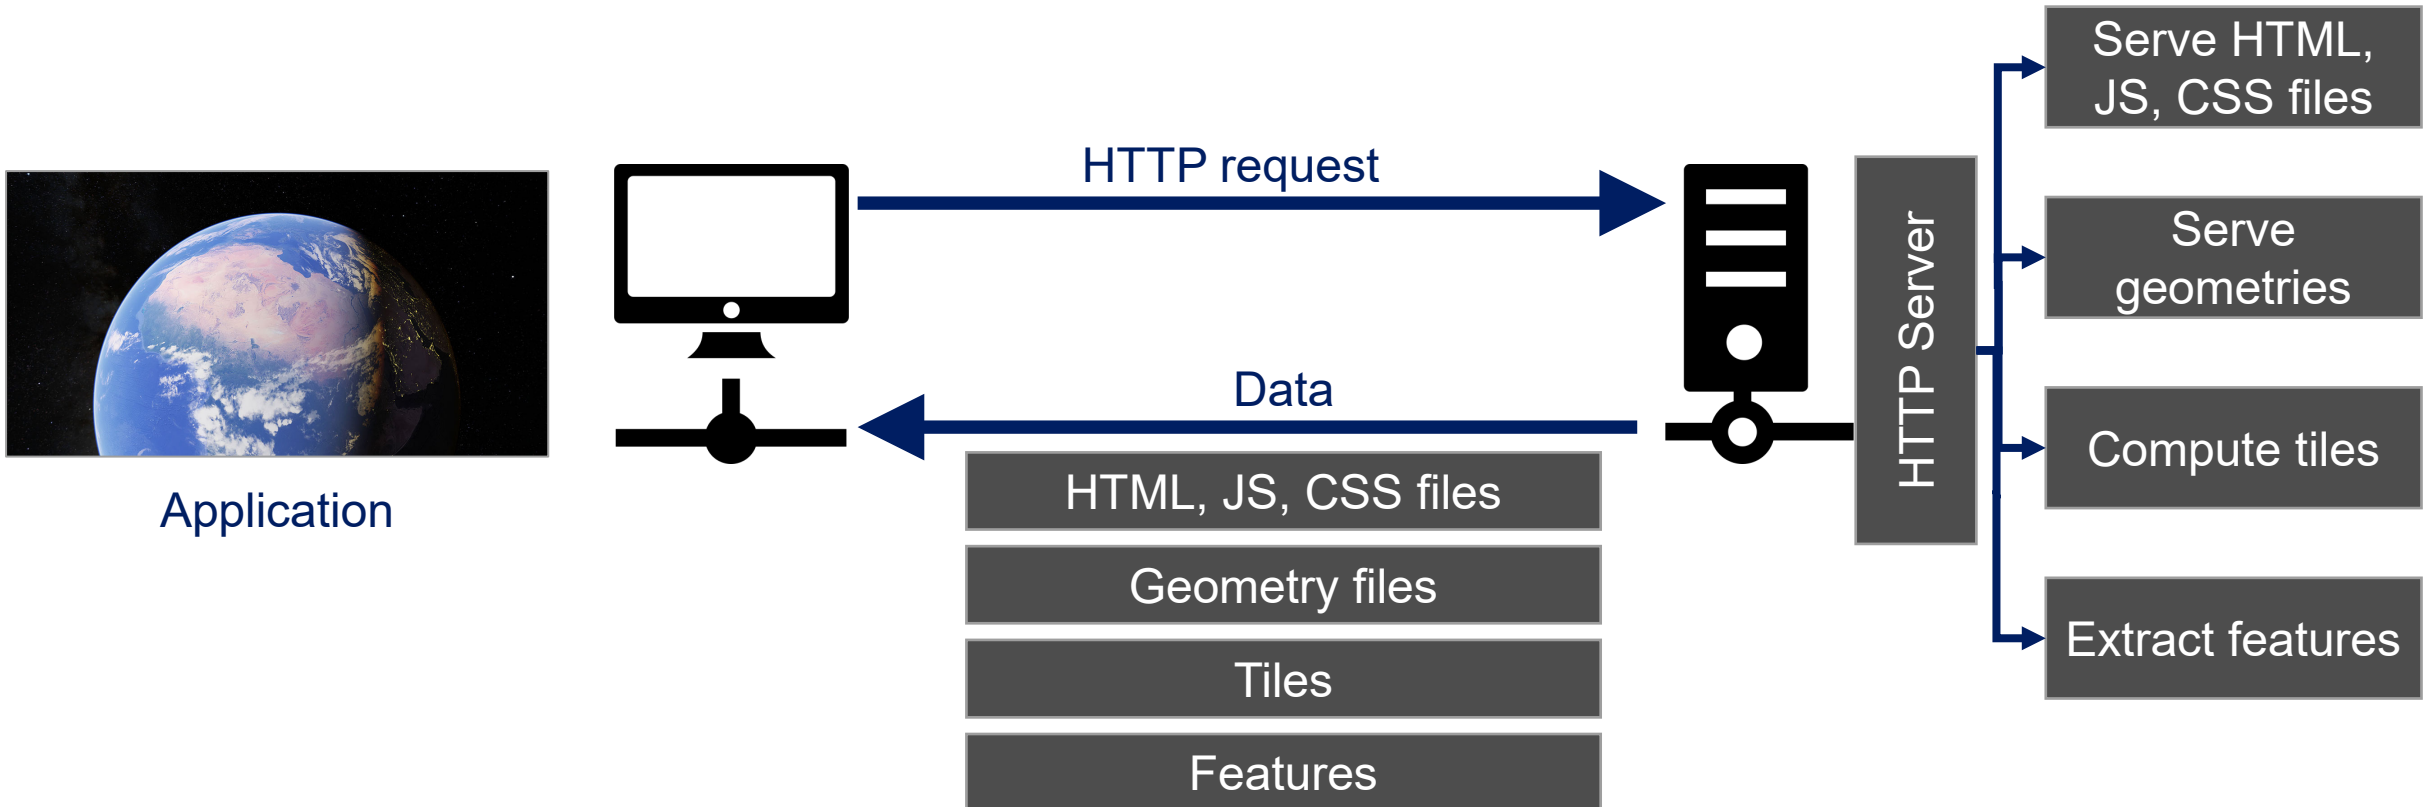 Application
HTTP request
Data
HTML, JS, CSS files
Geometry files
Tiles
Features
HTTP Server
Serve HTML,
JS, CSS files
Serve
geometries
Compute tiles
Extract features